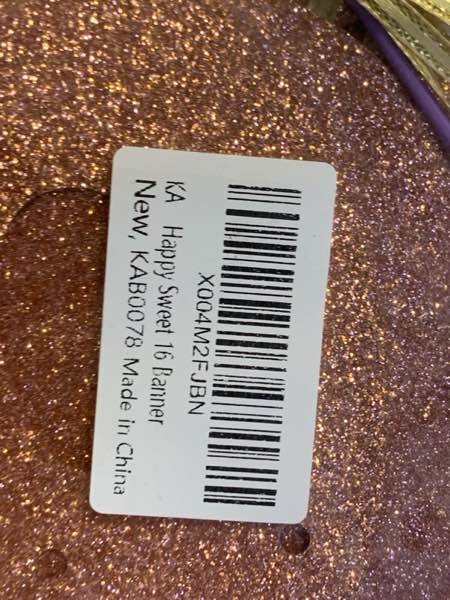 X004M2FJBN
KA Happy Sweet 16 Banner
New, KAB0078 Made in China